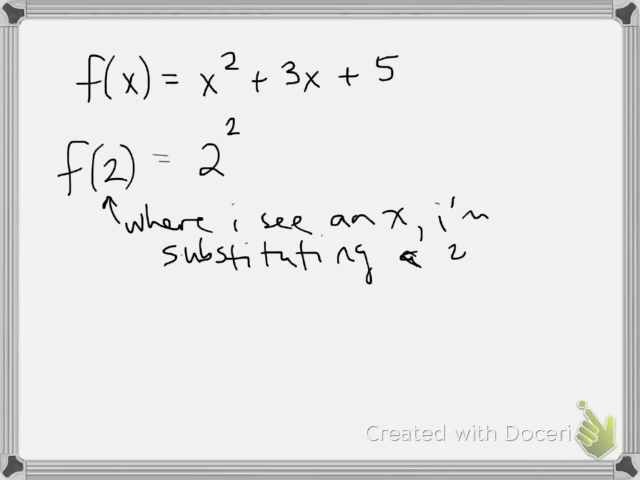 f(x) = x² + 3x + 5
f(2) = 2²
where i see an x, i'm
substituting a 2
Created with Doceri